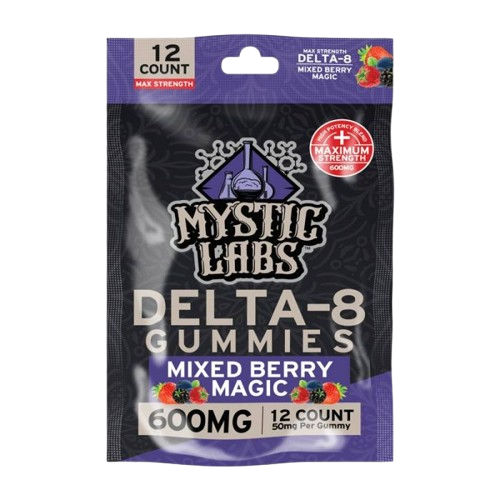 12
COUNT
MAX STRENGTH
MAX STRENGTH
DELTA-8
MIXED BERRY
MAGIC
HIGH POTENCY BLEND
MAXIMUM
STRENGTH
600MG
MYSTIC
LABS™
DELTA-8
GUMMIES
MIXED BERRY
MAGIC
600MG
12 COUNT
50mg Per Gummy